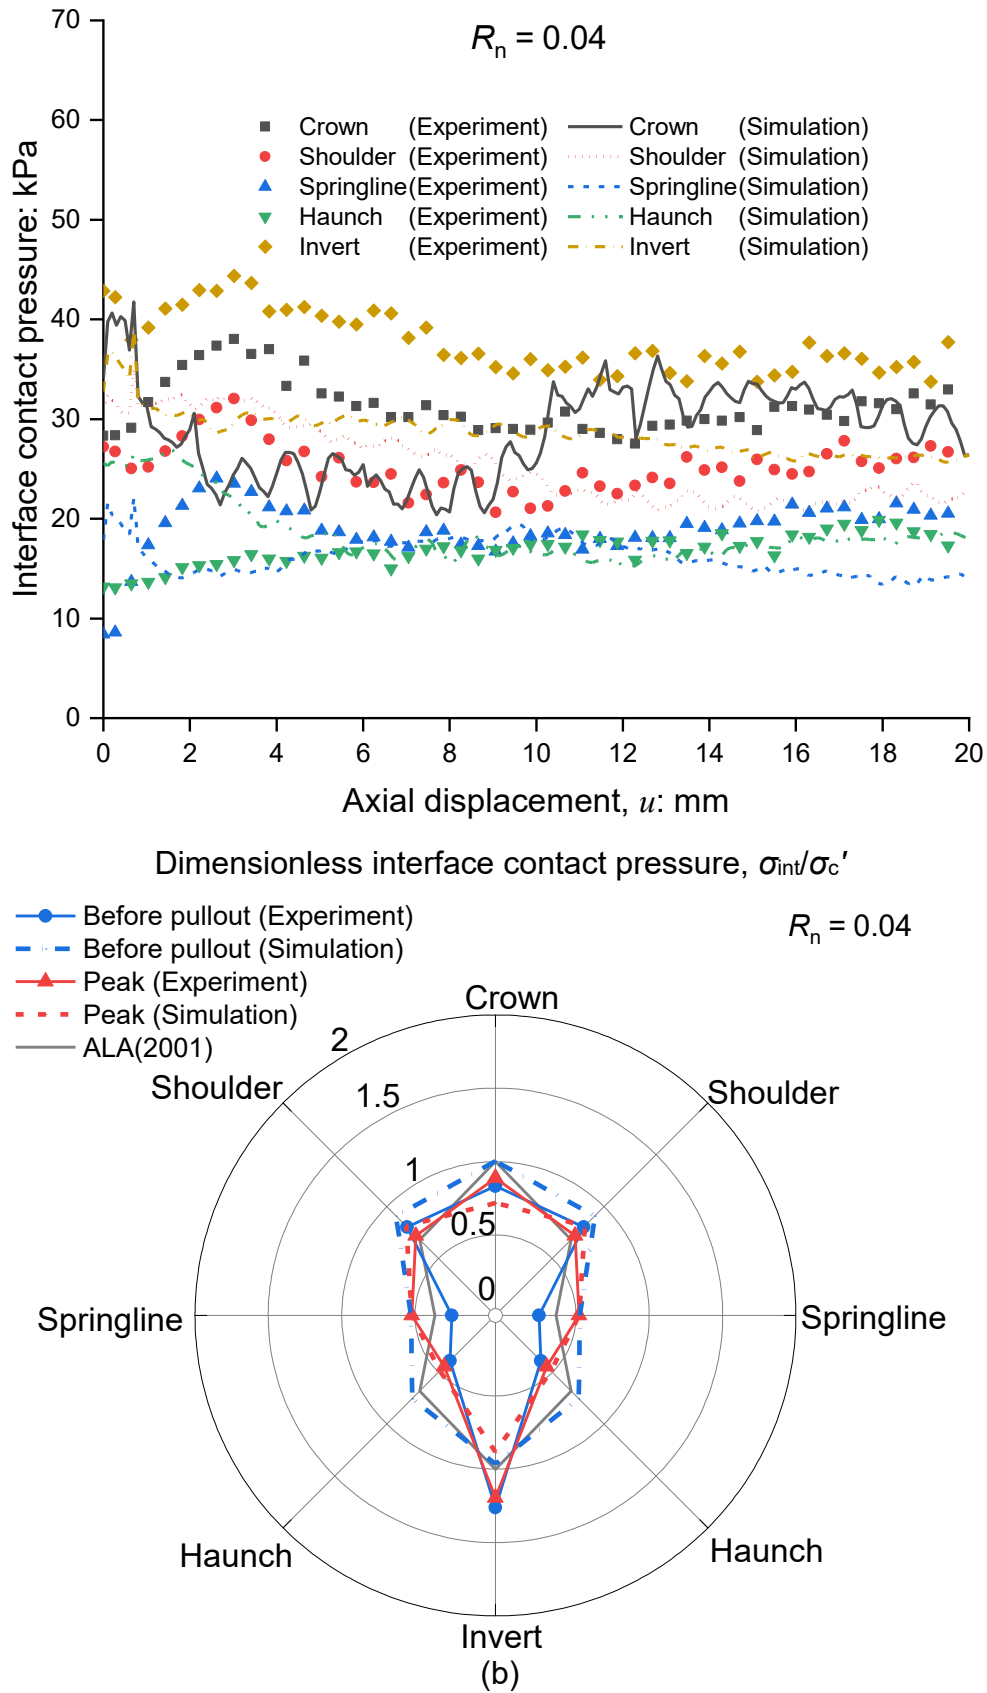 70
60
50
40
30
20
10
0
Interface contact pressure: kPa
Rn = 0.04
Crown (Experiment) Crown (Simulation)
Shoulder (Experiment) Shoulder (Simulation)
Springline (Experiment) Springline (Simulation)
Haunch (Experiment) Haunch (Simulation)
Invert (Experiment) Invert (Simulation)
0 2 4 6 8 10 12 14 16 18 20
Axial displacement, u: mm
Dimensionless interface contact pressure, σint/σc′
Before pullout (Experiment)
Before pullout (Simulation)
Peak (Experiment)
Peak (Simulation)
ALA(2001)
Rn = 0.04
Crown
2
Shoulder
1.5
Shoulder
1
0.5
0
Springline
Springline
Haunch
Haunch
Invert
(b)